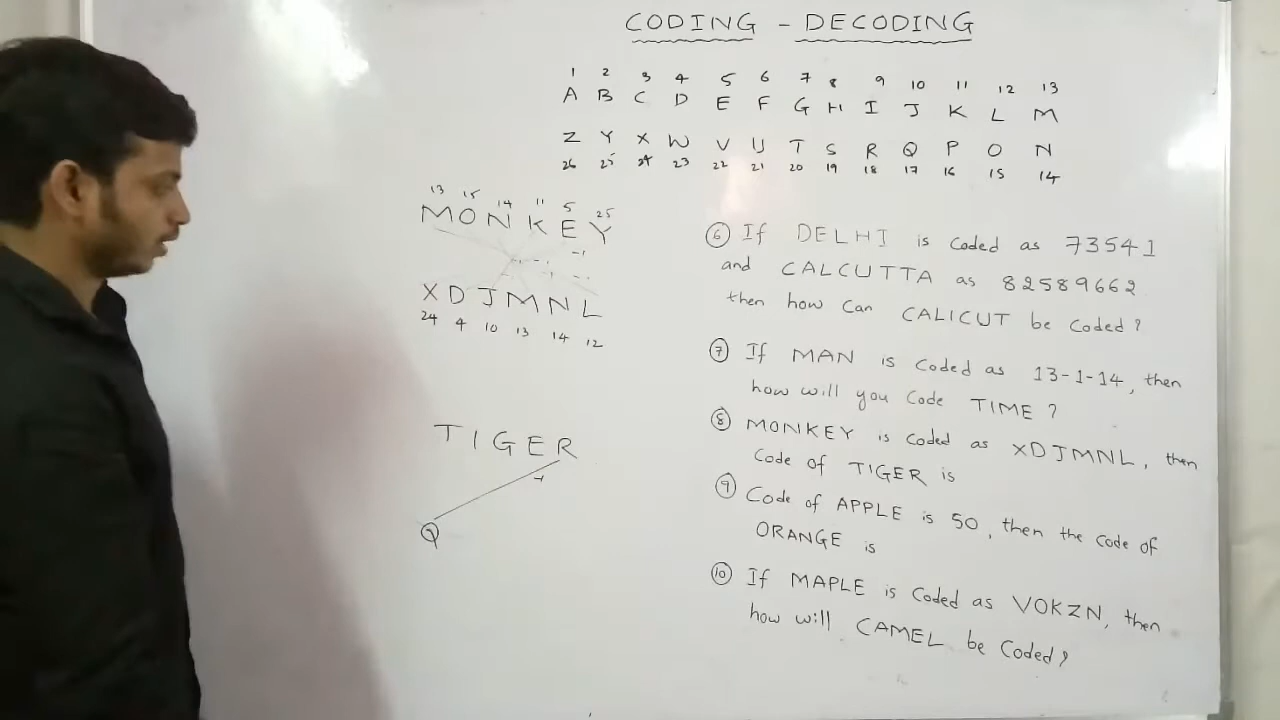 CODING - DECODING
1 2 3 4 5 6 7 8 9 10 11 12 13
A B C D E F G H I J K L M
Z Y X W V U T S R Q P O N
26 25 24 23 22 21 20 19 18 17 16 15 14
13 15 14 11 5 25
MONKEY
-1
XDJMNL
24 4 10 13 14 12
TIGER
-1
Q
⑥ If DELHI is coded as 73541
and CALCUTTA as 82589662
then how can CALICUT be coded?
⑦ If MAN is coded as 13-1-14, then
how will you code TIME?
⑧ MONKEY is coded as XDJMNL, then
Code of TIGER is
⑨ Code of APPLE is 50, then the code of
ORANGE is
⑩ If MAPLE is coded as VOKZN, then
how will CAMEL be coded?